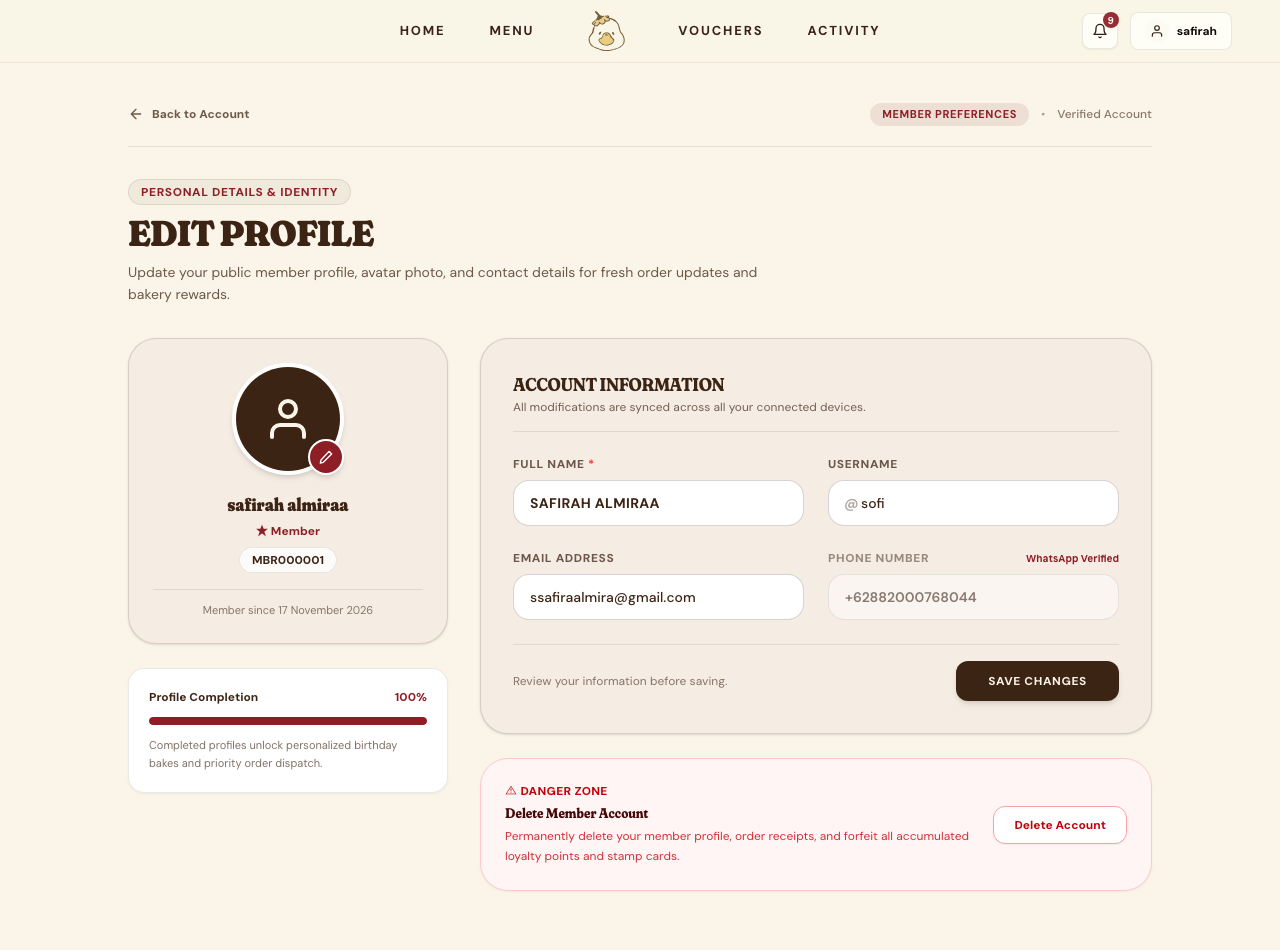 HOME MENU VOUCHERS ACTIVITY 9 safirah
Back to Account MEMBER PREFERENCES • Verified Account
PERSONAL DETAILS & IDENTITY
EDIT PROFILE
Update your public member profile, avatar photo, and contact details for fresh order updates and
bakery rewards.
safirah almiraa
★ Member
MBR000001
Member since 17 November 2026
Profile Completion 100%
Completed profiles unlock personalized birthday
bakes and priority order dispatch.
ACCOUNT INFORMATION
All modifications are synced across all your connected devices.
FULL NAME * USERNAME
SAFIRAH ALMIRAA @ sofi
EMAIL ADDRESS PHONE NUMBER WhatsApp Verified
ssafiraalmira@gmail.com +62882000768044
Review your information before saving. SAVE CHANGES
DANGER ZONE
Delete Member Account
Permanently delete your member profile, order receipts, and forfeit all accumulated
loyalty points and stamp cards.
Delete Account